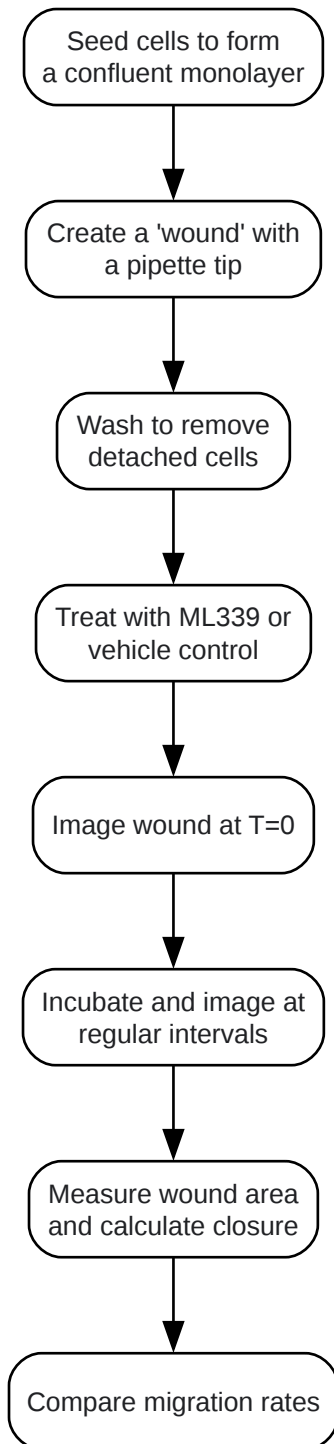 Seed cells to form
a confluent monolayer
Create a 'wound' with
a pipette tip
Wash to remove
detached cells
Treat with ML339 or
vehicle control
Image wound at T=0
Incubate and image at
regular intervals
Measure wound area
and calculate closure
Compare migration rates